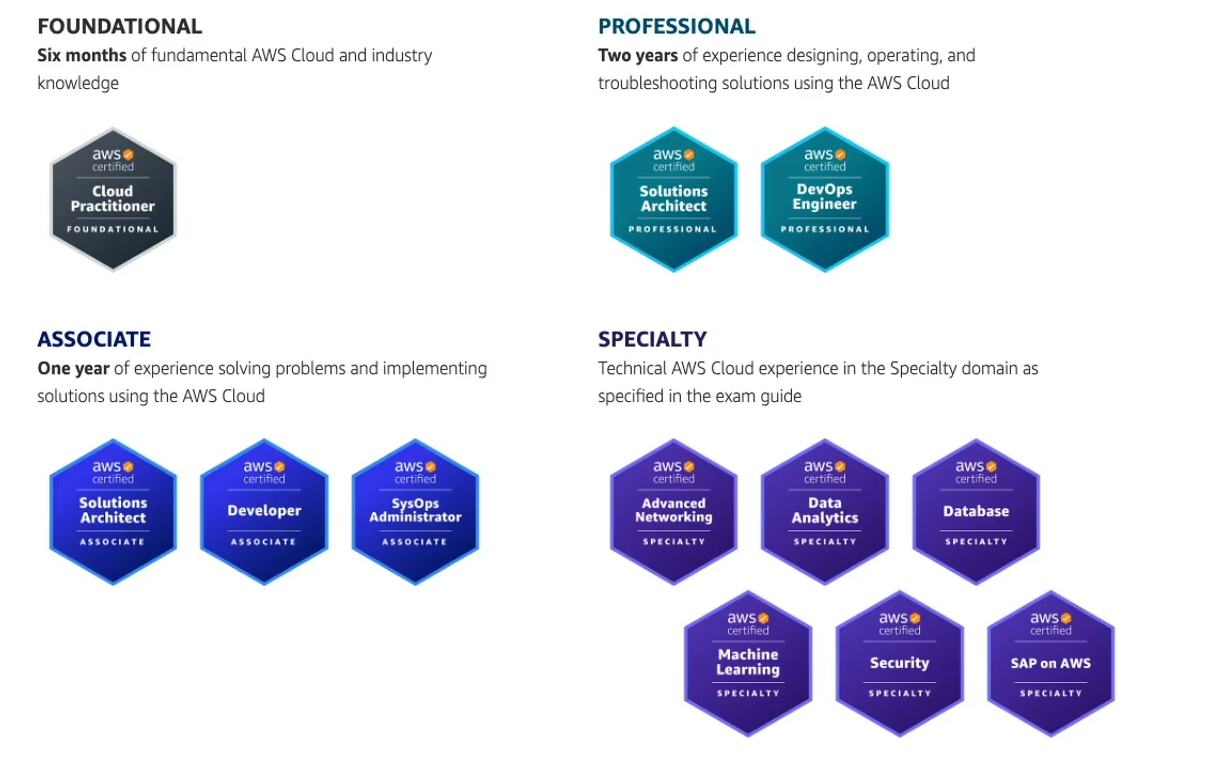 FOUNDATIONAL
Six months of fundamental AWS Cloud and industry
knowledge
aws
certified
Cloud
Practitioner
FOUNDATIONAL
PROFESSIONAL
Two years of experience designing, operating, and
troubleshooting solutions using the AWS Cloud
aws
certified
Solutions
Architect
PROFESSIONAL
aws
certified
DevOps
Engineer
PROFESSIONAL
ASSOCIATE
One year of experience solving problems and implementing
solutions using the AWS Cloud
aws
certified
Solutions
Architect
ASSOCIATE
aws
certified
Developer
ASSOCIATE
aws
certified
SysOps
Administrator
ASSOCIATE
SPECIALTY
Technical AWS Cloud experience in the Specialty domain as
specified in the exam guide
aws
certified
Advanced
Networking
SPECIALTY
aws
certified
Data
Analytics
SPECIALTY
aws
certified
Database
SPECIALTY
aws
certified
Machine
Learning
SPECIALTY
aws
certified
Security
SPECIALTY
aws
certified
SAP on AWS
SPECIALTY